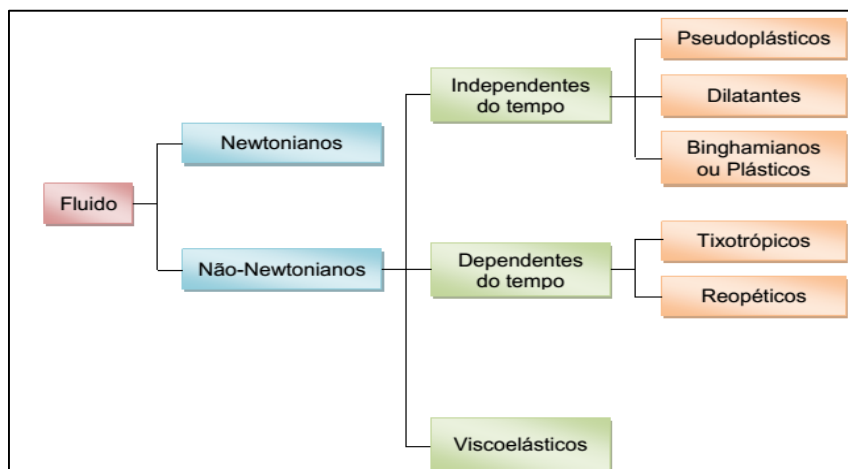 Fluido
Newtonianos
Não-Newtonianos
Independentes
do tempo
Dependentes
do tempo
Viscoelásticos
Pseudoplásticos
Dilatantes
Binghamianos
ou Plásticos
Tixotrópicos
Reopéticos